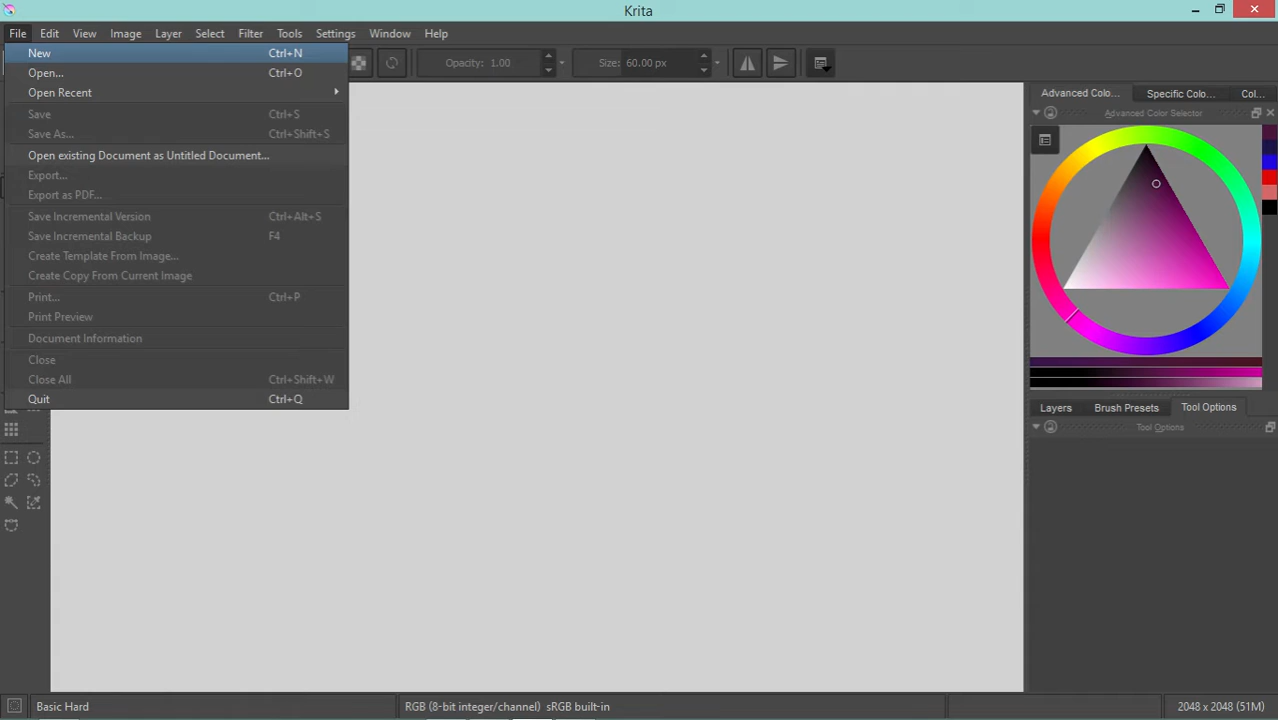 Krita
File Edit View Image Layer Select Filter Tools Settings Window Help
New Ctrl+N
Open... Ctrl+O
Open Recent
Save Ctrl+S
Save As... Ctrl+Shift+S
Open existing Document as Untitled Document...
Export...
Export as PDF...
Save Incremental Version Ctrl+Alt+S
Save Incremental Backup F4
Create Template From Image...
Create Copy From Current Image
Print... Ctrl+P
Print Preview
Document Information
Close
Close All Ctrl+Shift+W
Quit Ctrl+Q
Opacity: 1.00
Size: 60.00 px
Advanced Colo... Specific Colo... Col...
Advanced Color Selector
Layers Brush Presets Tool Options
Tool Options
Basic Hard
RGB (8-bit integer/channel) sRGB built-in
2048 x 2048 (51M)